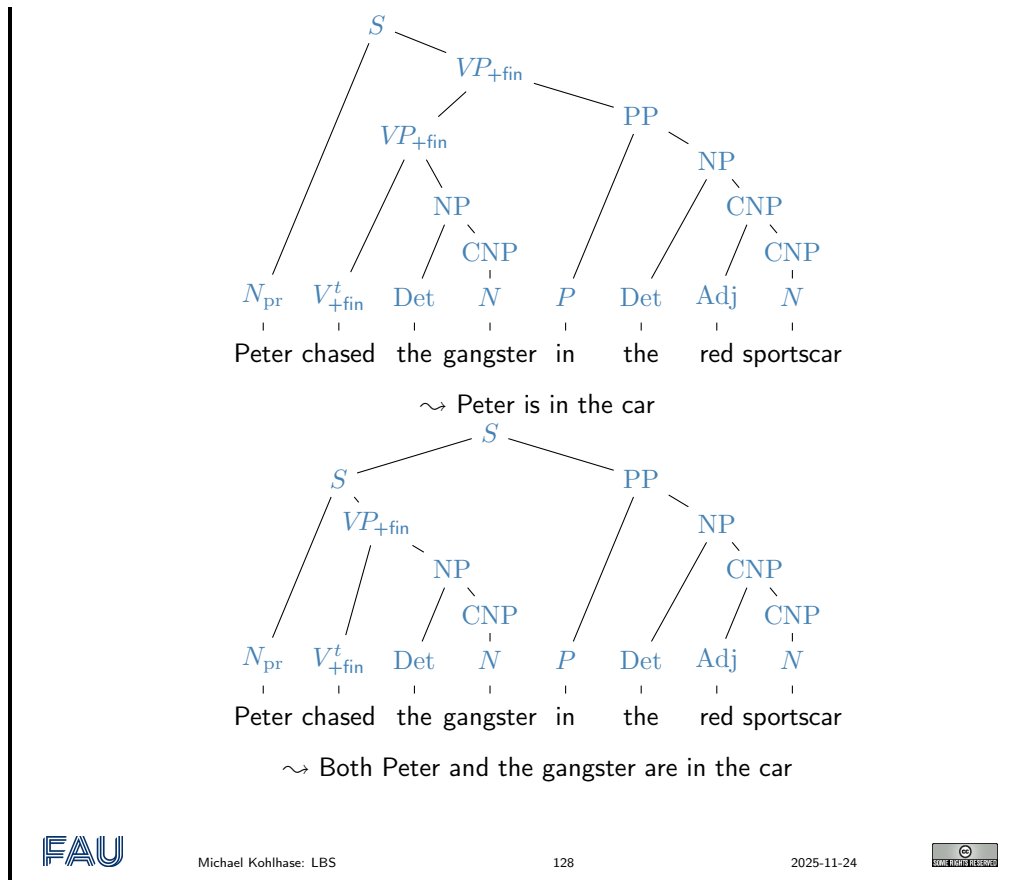 S
VP+fin
PP
VP+fin
NP
NP
CNP
CNP
CNP
Npr V^t+fin Det N P Det Adj N
Peter chased the gangster in the red sportscar
⤳ Peter is in the car
S
S PP
VP+fin NP
NP CNP
CNP CNP
Npr V^t+fin Det N P Det Adj N
Peter chased the gangster in the red sportscar
⤳ Both Peter and the gangster are in the car
FAU Michael Kohlhase: LBS 128 2025-11-24 cc SOME RIGHTS RESERVED